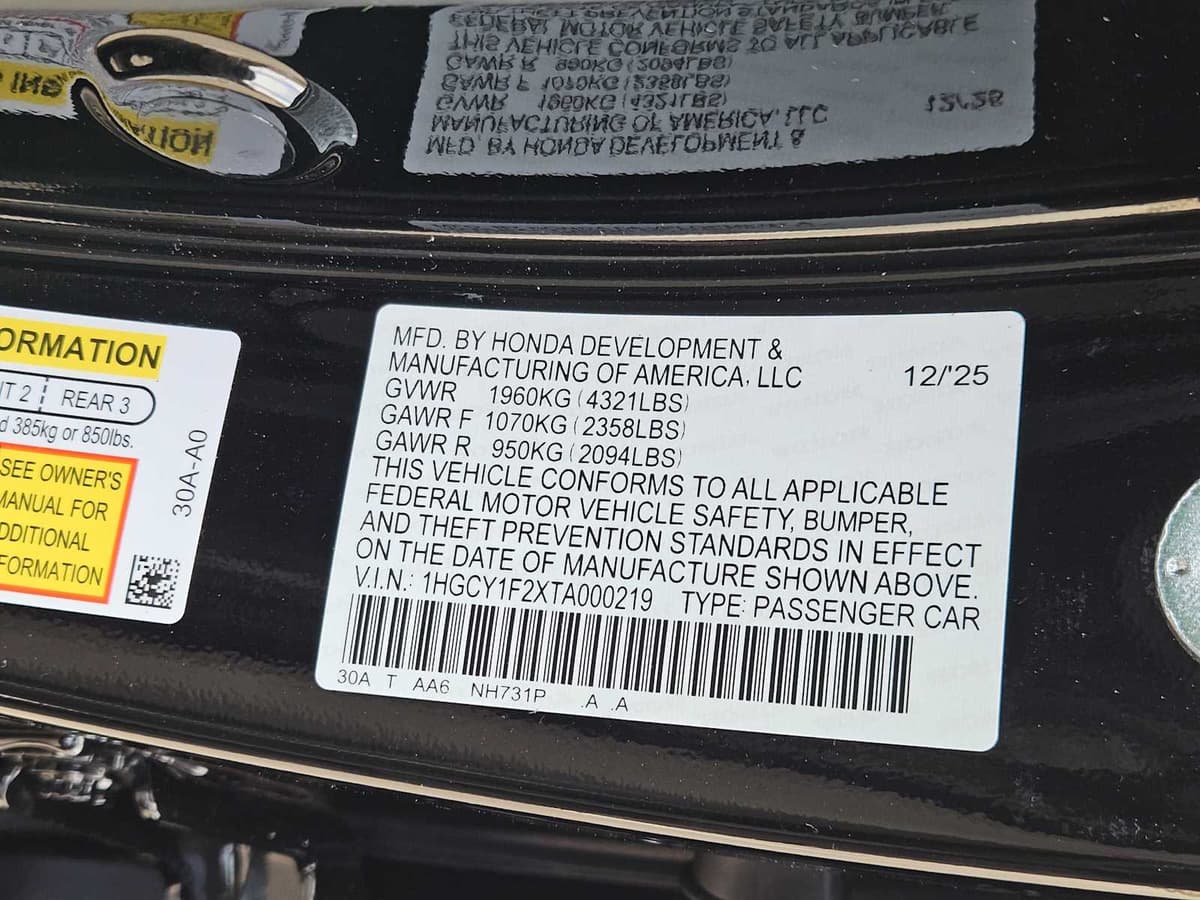 MFD. BY HONDA DEVELOPMENT &
MANUFACTURING OF AMERICA, LLC 12/'25
GVWR 1960KG (4321LBS)
GAWR F 1070KG (2358LBS)
GAWR R 950KG (2094LBS)
THIS VEHICLE CONFORMS TO ALL APPLICABLE
FEDERAL MOTOR VEHICLE SAFETY, BUMPER,
AND THEFT PREVENTION STANDARDS IN EFFECT
ON THE DATE OF MANUFACTURE SHOWN ABOVE.
V.I.N.: 1HGCY1F2XTA000219 TYPE: PASSENGER CAR
30A T AA6 NH731P .A .A
ORMATION
IT 2 REAR 3
d 385kg or 850lbs.
SEE OWNER'S
MANUAL FOR
DDITIONAL
FORMATION
30A-A0